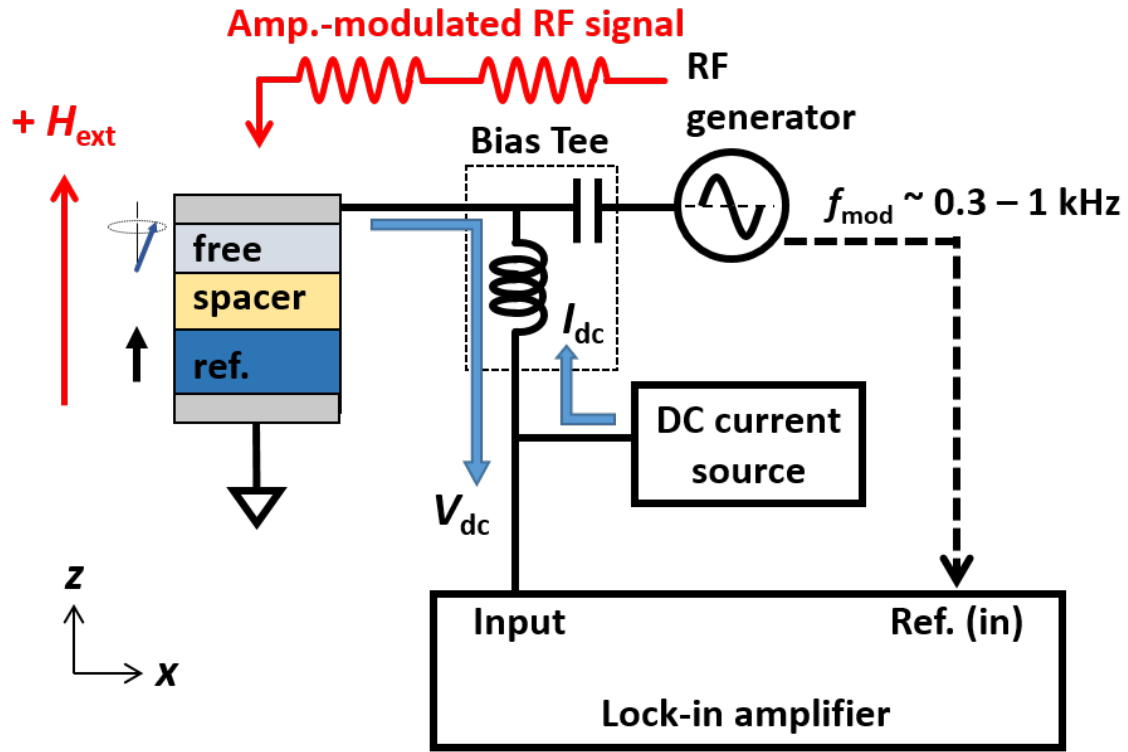 Amp.-modulated RF signal
RF
generator
+ Hext
Bias Tee
fmod ~ 0.3 – 1 kHz
free
spacer
ref.
Idc
DC current
source
Vdc
z
x
Input
Ref. (in)
Lock-in amplifier